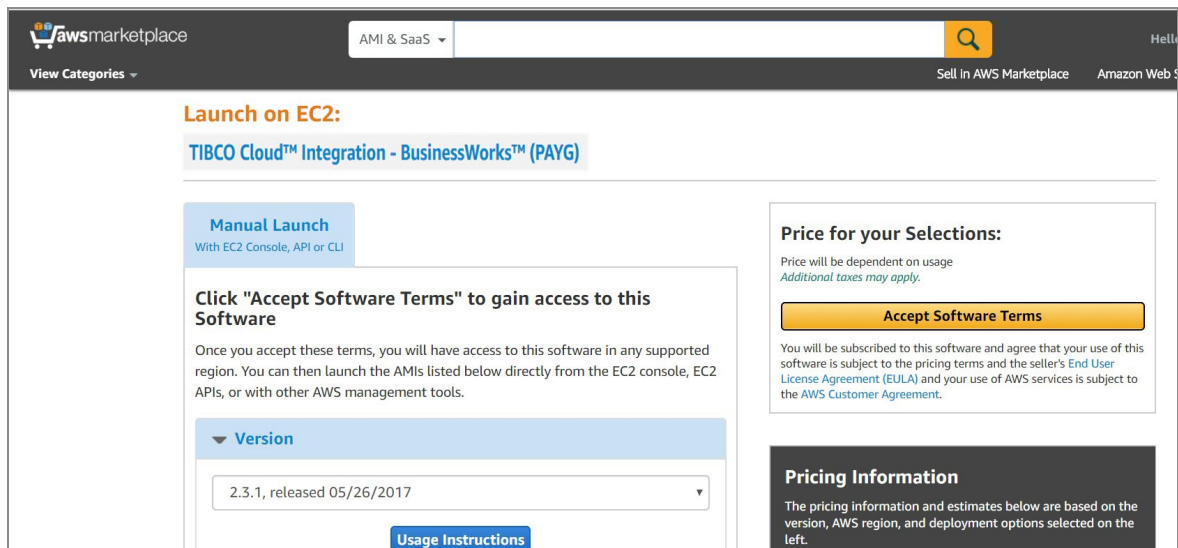 awsmarketplace
AMI & SaaS
Hello
View Categories
Sell in AWS Marketplace
Amazon Web S
Launch on EC2:
TIBCO Cloud™ Integration - BusinessWorks™ (PAYG)
Manual Launch
With EC2 Console, API or CLI
Click "Accept Software Terms" to gain access to this
Software
Once you accept these terms, you will have access to this software in any supported
region. You can then launch the AMIs listed below directly from the EC2 console, EC2
APIs, or with other AWS management tools.
Version
2.3.1, released 05/26/2017
Usage Instructions
Price for your Selections:
Price will be dependent on usage
Additional taxes may apply.
Accept Software Terms
You will be subscribed to this software and agree that your use of this
software is subject to the pricing terms and the seller's End User
License Agreement (EULA) and your use of AWS services is subject to
the AWS Customer Agreement.
Pricing Information
The pricing information and estimates below are based on the
version, AWS region, and deployment options selected on the
left.